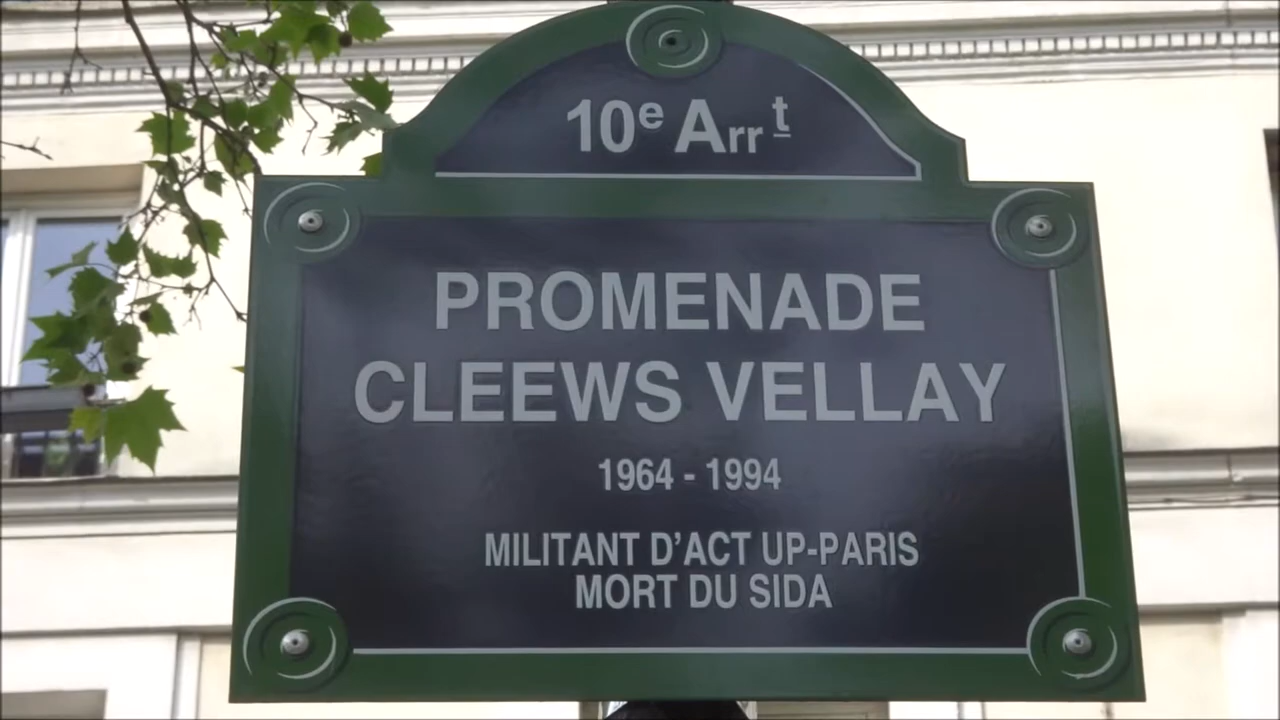 10e Arrt
PROMENADE
CLEEWS VELLAY
1964 - 1994
MILITANT D'ACT UP-PARIS
MORT DU SIDA